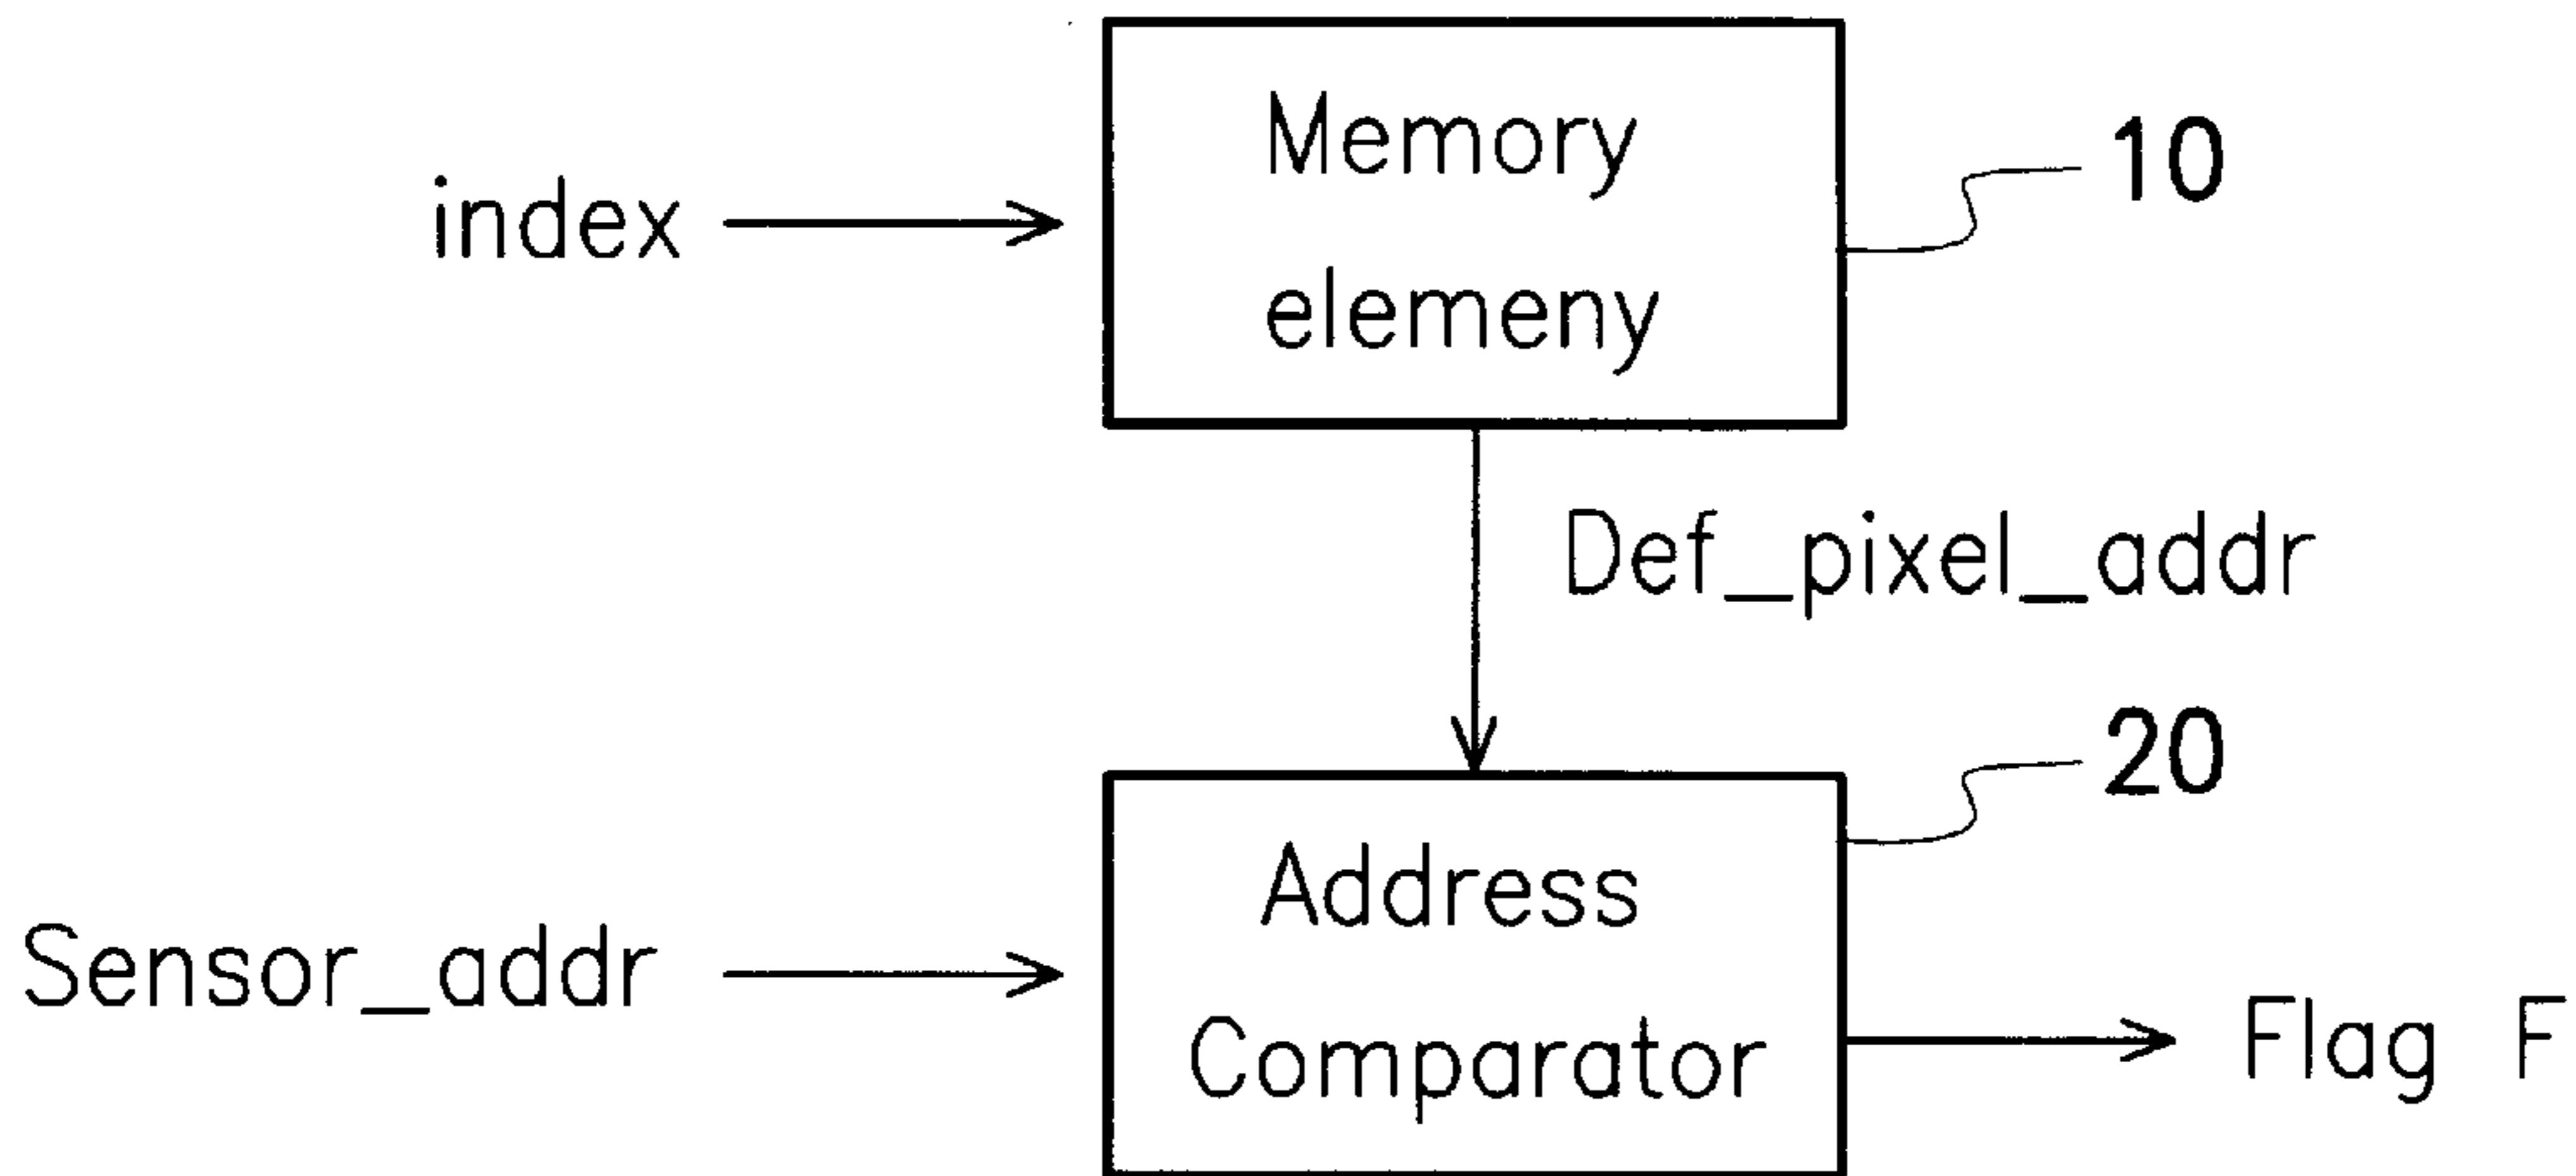 Memory
elemeny
10
index
Def_pixel_addr
20
Address
Comparator
Sensor_addr
Flag F